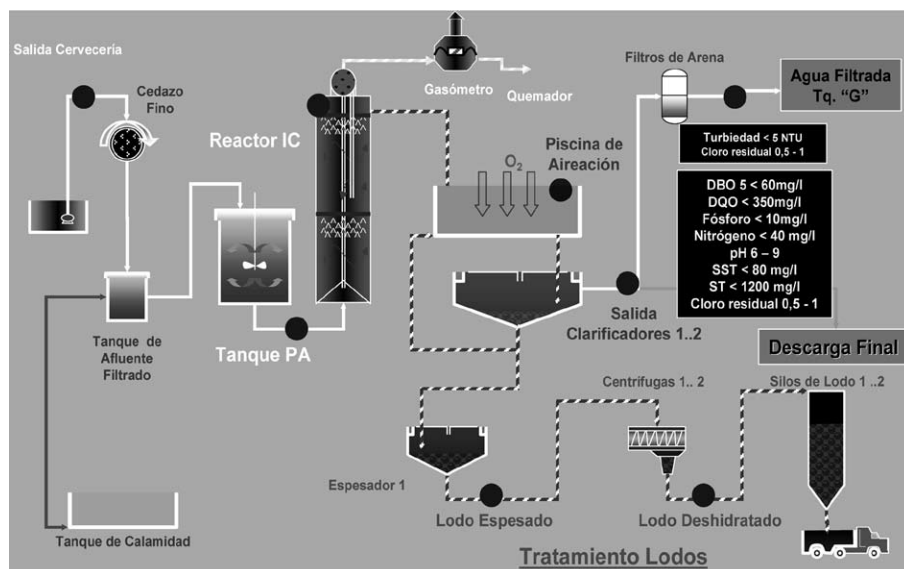 Salida Cervecería
Cedazo
Fino
Reactor IC
Gasómetro
Quemador
Filtros de Arena
Agua Filtrada
Tq. “G”
Turbiedad < 5 NTU
Cloro residual 0,5 - 1
O₂
Piscina de
Aireación
DBO 5 < 60mg/l
DQO < 350mg/l
Fósforo < 10mg/l
Nitrógeno < 40 mg/l
pH 6 – 9
SST < 80 mg/l
ST < 1200 mg/l
Cloro residual 0,5 - 1
Tanque de
Afluente
Filtrado
Tanque PA
Salida
Clarificadores 1..2
Descarga Final
Centrífugas 1.. 2
Silos de Lodo 1 ..2
Espesador 1
Lodo Espesado
Lodo Deshidratado
Tanque de Calamidad
Tratamiento Lodos